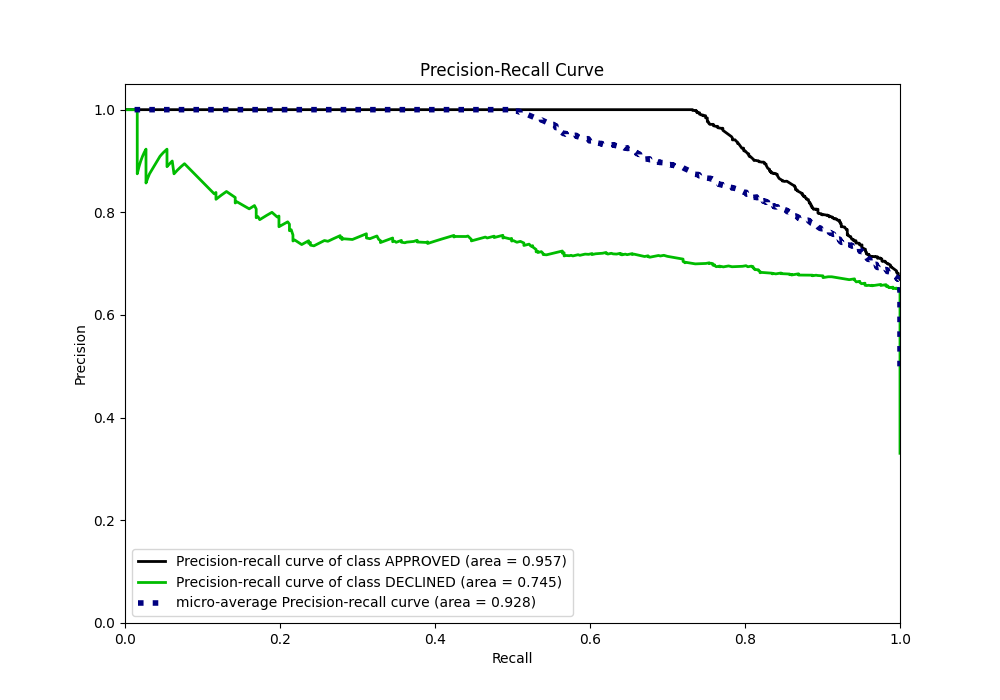 Precision-Recall Curve
1.0
0.8
0.6
0.4
0.2
0.0
Precision
Precision-recall curve of class APPROVED (area = 0.957)
Precision-recall curve of class DECLINED (area = 0.745)
micro-average Precision-recall curve (area = 0.928)
0.0 0.2 0.4 0.6 0.8 1.0
Recall